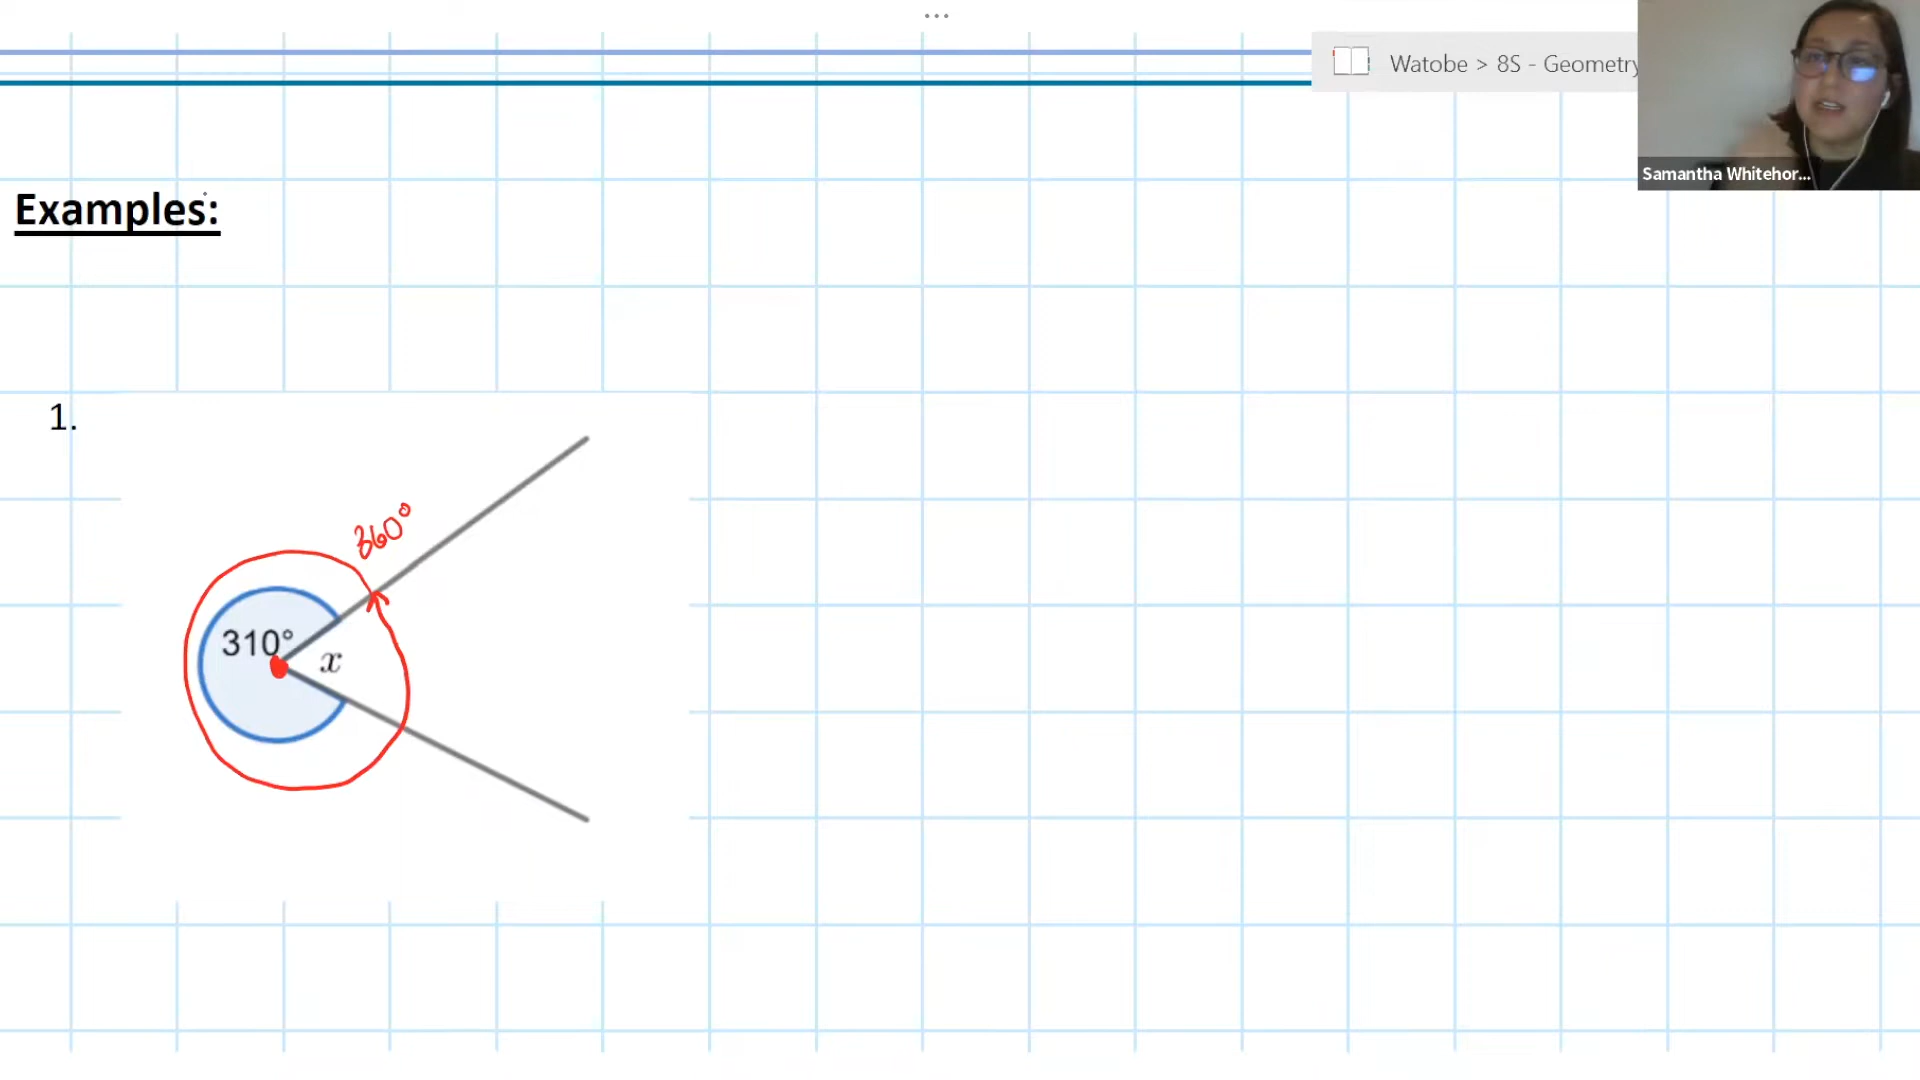 ...
Watobe > 8S - Geometry
Samantha Whitehor...
Examples:
1.
360°
310°
x